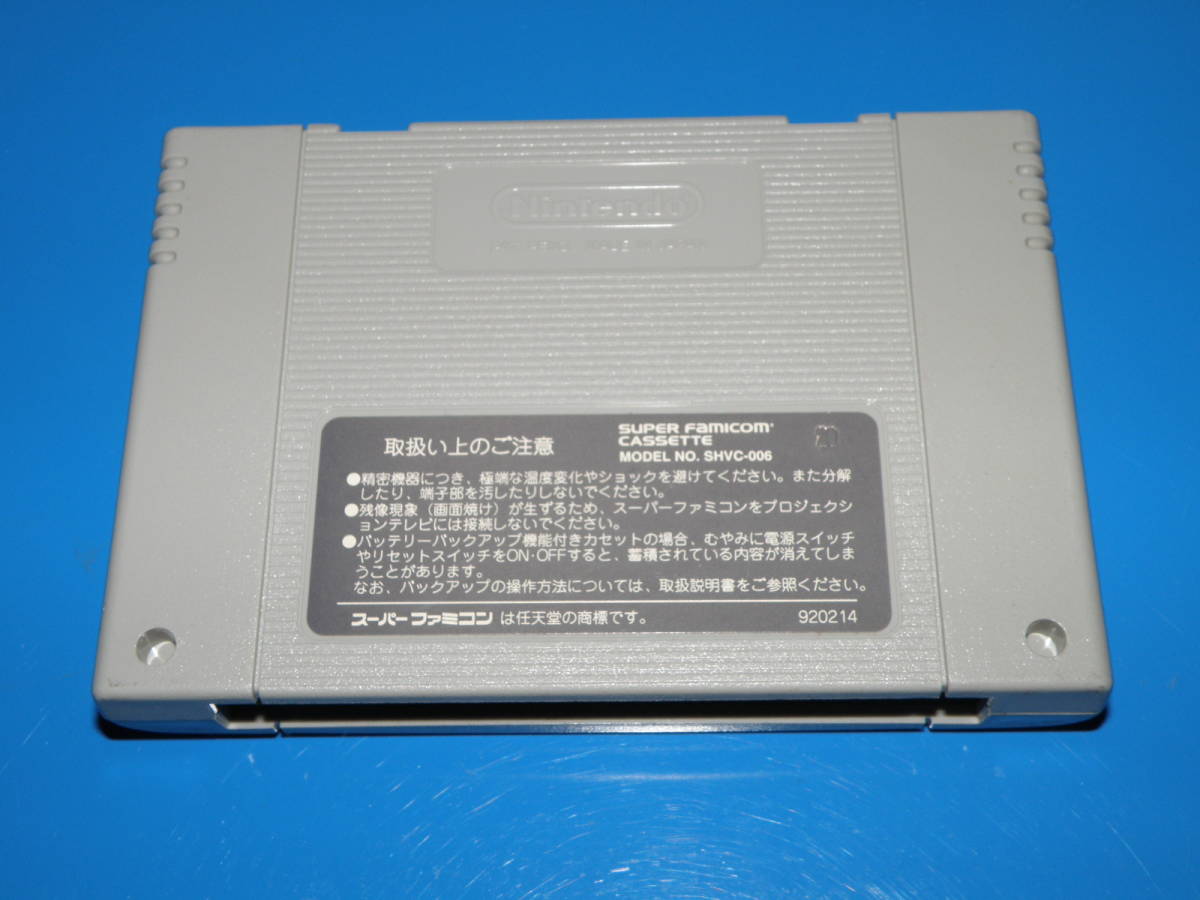 Nintendo
MADE IN JAPAN
取扱い上のご注意
SUPER FAMICOM
CASSETTE
MODEL NO. SHVC-006
●精密機器につき、極端な温度変化やショックを避けてください。また分解
したり、端子部を汚したりしないでください。
●残像現象（画面焼け）が生ずるため、スーパーファミコンをプロジェクシ
ョンテレビには接続しないでください。
●バッテリーバックアップ機能付きカセットの場合、むやみに電源スイッチ
やリセットスイッチをON·OFFすると、蓄積されている内容が消えてしま
うことがあります。
なお、バックアップの操作方法については、取扱説明書をご参照ください。
スーパーファミコンは任天堂の商標です。
920214